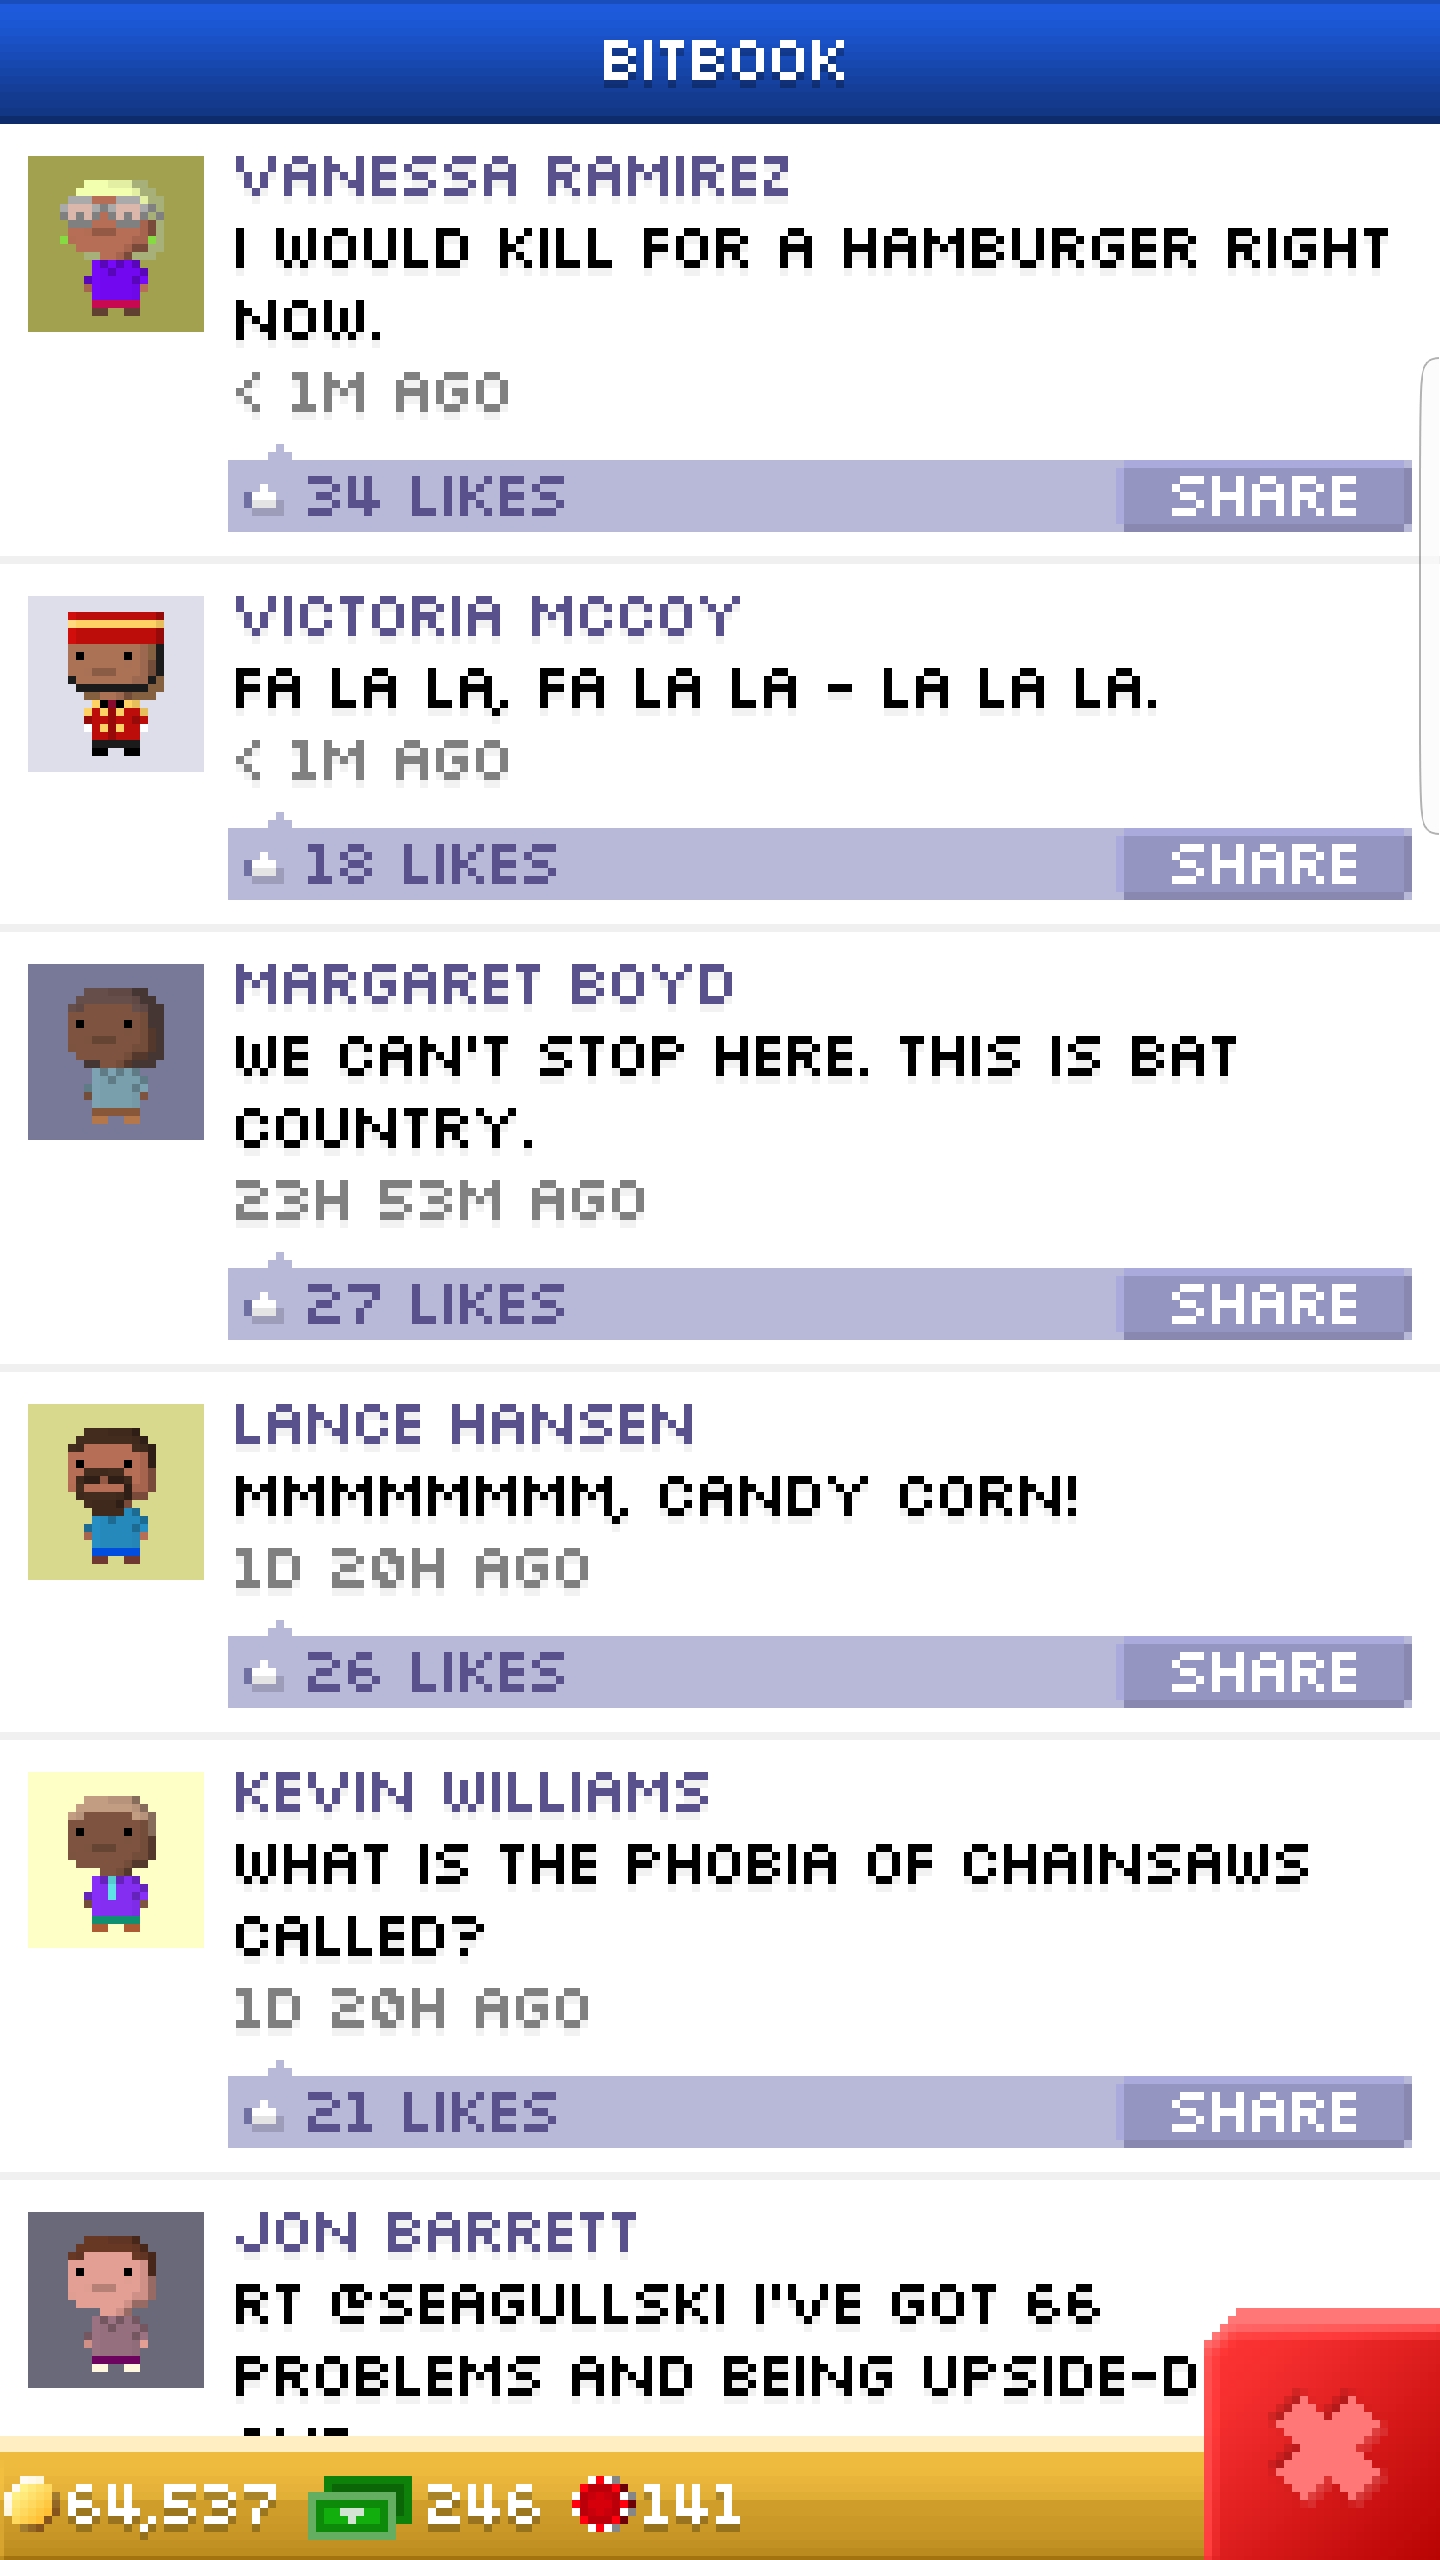 BITBOOK
VANESSA RAMIREZ
I WOULD KILL FOR A HAMBURGER RIGHT
NOW.
< 1M AGO
34 LIKES SHARE
VICTORIA MCCOY
FA LA LA, FA LA LA - LA LA LA.
< 1M AGO
18 LIKES SHARE
MARGARET BOYD
WE CAN'T STOP HERE. THIS IS BAT
COUNTRY.
23H 53M AGO
27 LIKES SHARE
LANCE HANSEN
MMMMMMMM, CANDY CORN!
1D 20H AGO
26 LIKES SHARE
KEVIN WILLIAMS
WHAT IS THE PHOBIA OF CHAINSAWS
CALLED?
1D 20H AGO
21 LIKES SHARE
JON BARRETT
RT @SEAGULLSKI I'VE GOT 66
PROBLEMS AND BEING UPSIDE-D
64,537 246 141